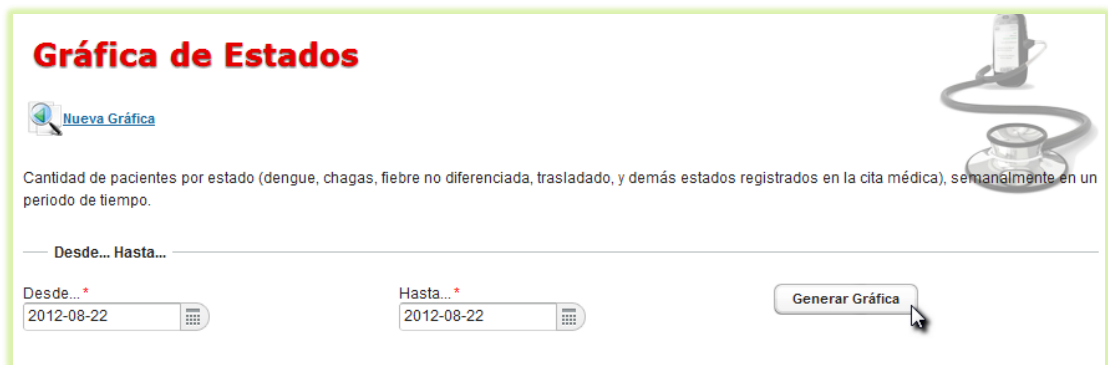 Gráfica de Estados
Nueva Gráfica
Cantidad de pacientes por estado (dengue, chagas, fiebre no diferenciada, trasladado, y demás estados registrados en la cita médica), semanalmente en un
periodo de tiempo.
Desde... Hasta...
Desde...* Hasta...* Generar Gráfica
2012-08-22 2012-08-22